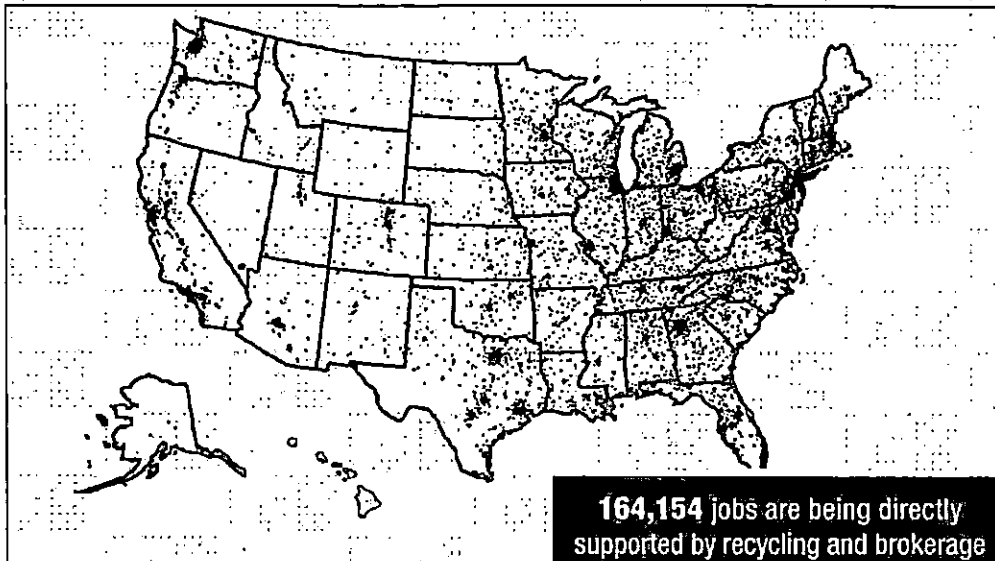 164,154 jobs are being directly
supported by recycling and brokerage